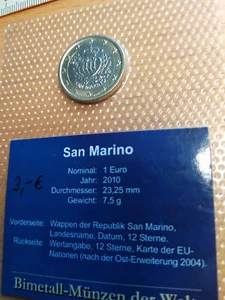 San Marino
3,-€
Nominal: 1 Euro
Jahr: 2010
Durchmesser: 23,25 mm
Gewicht: 7,5 g
Vorderseite: Wappen der Republik San Marino,
Landesname, Datum, 12 Sterne.
Rückseite: Wertangabe, 12 Sterne, Karte der EU-
Nationen (nach der Ost-Erweiterung 2004).
Bimetall-Münzen der Welt